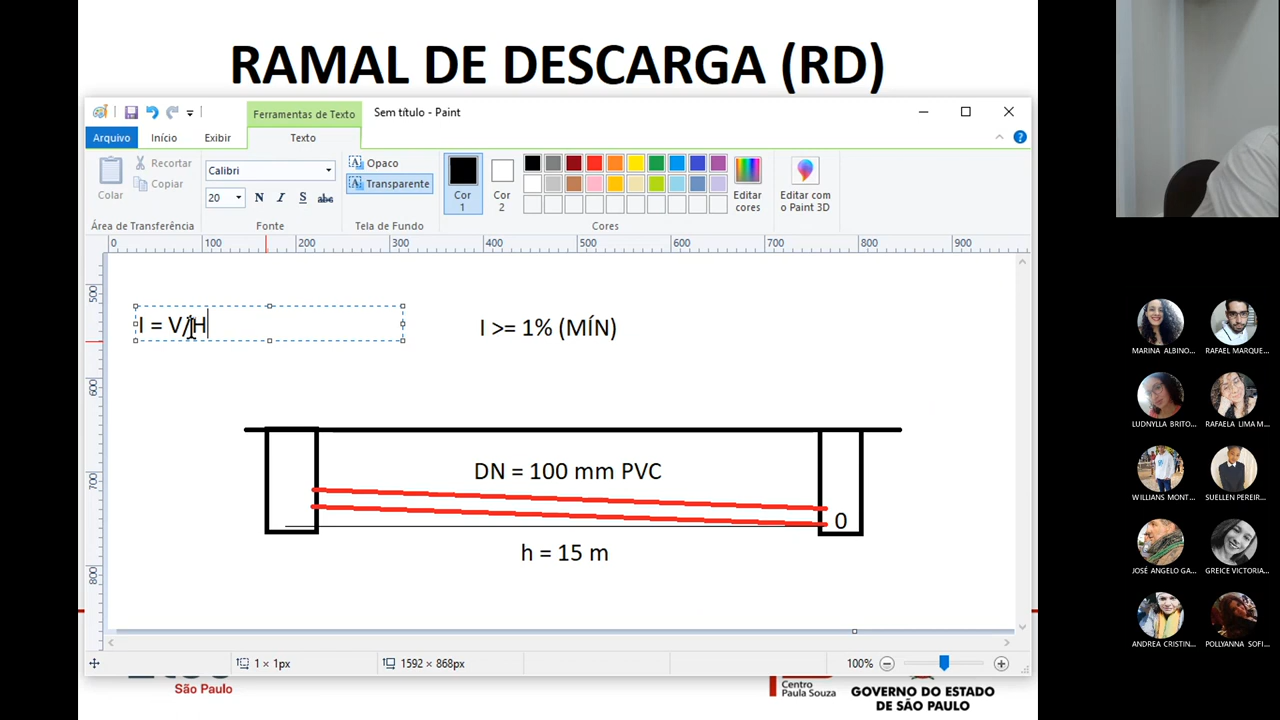 RAMAL DE DESCARGA (RD)
Ferramentas de Texto
Sem título - Paint
Arquivo
Início
Exibir
Texto
Colar
Recortar
Copiar
Área de Transferência
Calibri
20
N I S abc
Fonte
Opaco
Transparente
Tela de Fundo
Cor 1
Cor 2
Editar cores
Editar com o Paint 3D
Cores
0 100 200 300 400 500 600 700 800 900
500
600
700
800
I = V/H
I >= 1% (MÍN)
DN = 100 mm PVC
0
h = 15 m
1 × 1px
1592 × 868px
100%
São Paulo
Centro
Paula Souza
GOVERNO DO ESTADO
DE SÃO PAULO
MARINA ALBINO...
RAFAEL MARQUE...
LUDNYLLA BRITO...
RAFAELA LIMA M...
WILLIANS MONT...
SUELLEN PEREIR...
JOSÉ ANGELO GA...
GREICE VICTORIA...
ANDREA CRISTIN...
POLLYANNA SOFI...